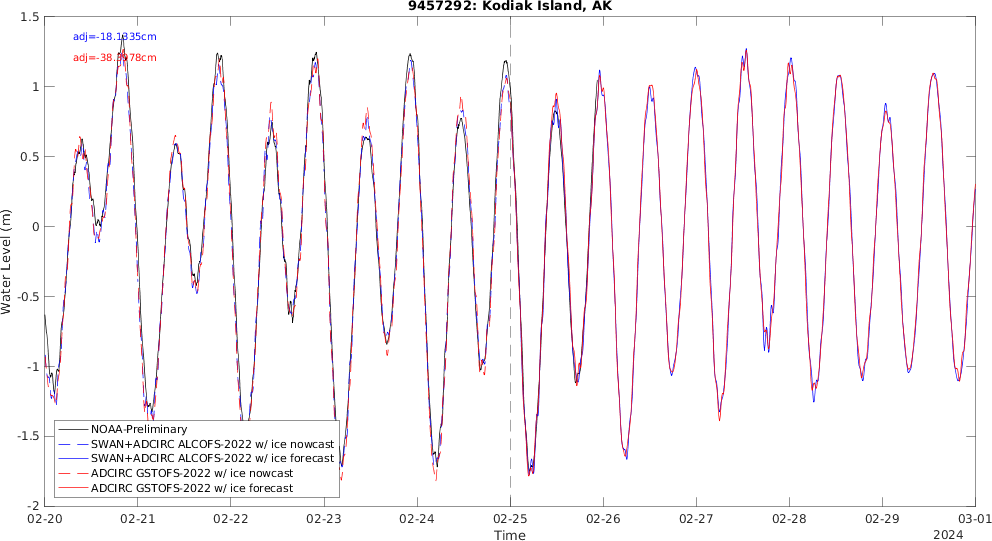 9457292: Kodiak Island, AK
adj=-18.1335cm
1.5
1
0.5
0
-0.5
-1
-1.5
-2
Water Level (m)
NOAA-Preliminary
SWAN+ADCIRC ALCOFS-2022 w/ ice nowcast
SWAN+ADCIRC ALCOFS-2022 w/ ice forecast
ADCIRC GSTOFS-2022 w/ ice nowcast
ADCIRC GSTOFS-2022 w/ ice forecast
02-20 02-21 02-22 02-23 02-24 02-25 02-26 02-27 02-28 02-29 03-01
Time
2024